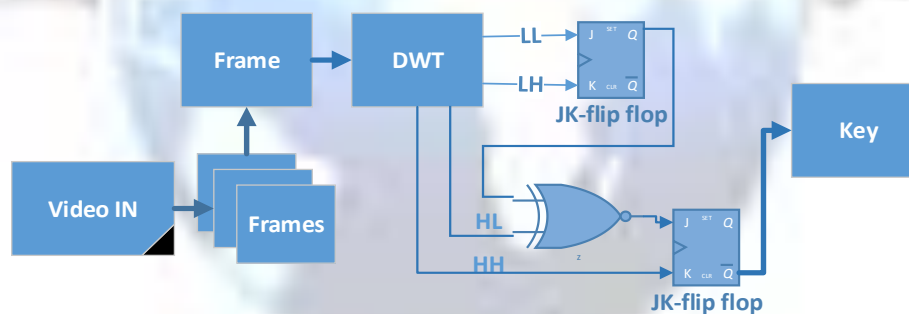 Video IN
Frames
Frame
DWT
LL
LH
J SET Q
K CLR Q
JK-flip flop
HL
HH
Z
J SET Q
K CLR Q
JK-flip flop
Key